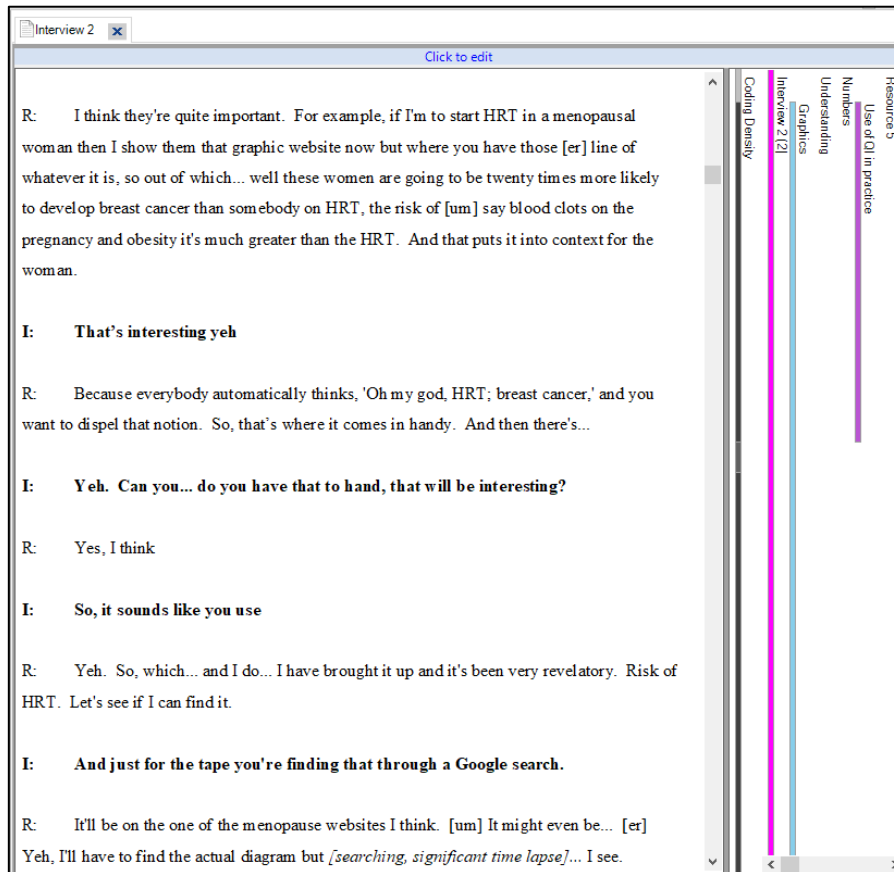 Interview 2
Click to edit
R: I think they're quite important. For example, if I'm to start HRT in a menopausal
woman then I show them that graphic website now but where you have those [er] line of
whatever it is, so out of which... well these women are going to be twenty times more likely
to develop breast cancer than somebody on HRT, the risk of [um] say blood clots on the
pregnancy and obesity it's much greater than the HRT. And that puts it into context for the
woman.
I: That's interesting yeh
R: Because everybody automatically thinks, 'Oh my god, HRT; breast cancer,' and you
want to dispel that notion. So, that's where it comes in handy. And then there's...
I: Yeh. Can you... do you have that to hand, that will be interesting?
R: Yes, I think
I: So, it sounds like you use
R: Yeh. So, which... and I do... I have brought it up and it's been very revelatory. Risk of
HRT. Let's see if I can find it.
I: And just for the tape you're finding that through a Google search.
R: It'll be on the one of the menopause websites I think. [um] It might even be... [er]
Yeh, I'll have to find the actual diagram but [searching, significant time lapse]... I see.
Coding Density
Interview 2 (2)
Graphics
Understanding
Numbers
Use of QI in practice
Resource 5